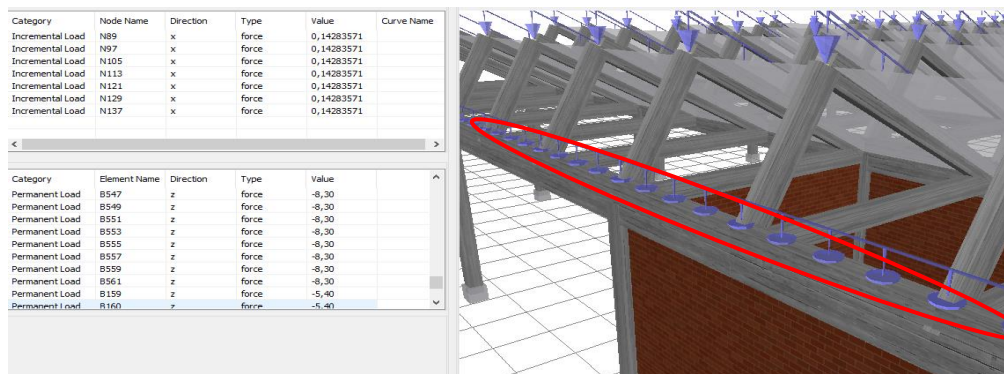 Category Node Name Direction Type Value Curve Name
Incremental Load N89 x force 0,14283571
Incremental Load N97 x force 0,14283571
Incremental Load N105 x force 0,14283571
Incremental Load N113 x force 0,14283571
Incremental Load N121 x force 0,14283571
Incremental Load N129 x force 0,14283571
Incremental Load N137 x force 0,14283571
Category Element Name Direction Type Value
Permanent Load B547 z force -8,30
Permanent Load B549 z force -8,30
Permanent Load B551 z force -8,30
Permanent Load B553 z force -8,30
Permanent Load B555 z force -8,30
Permanent Load B557 z force -8,30
Permanent Load B559 z force -8,30
Permanent Load B561 z force -8,30
Permanent Load B159 z force -5,40
Permanent Load B160 z force -5,40